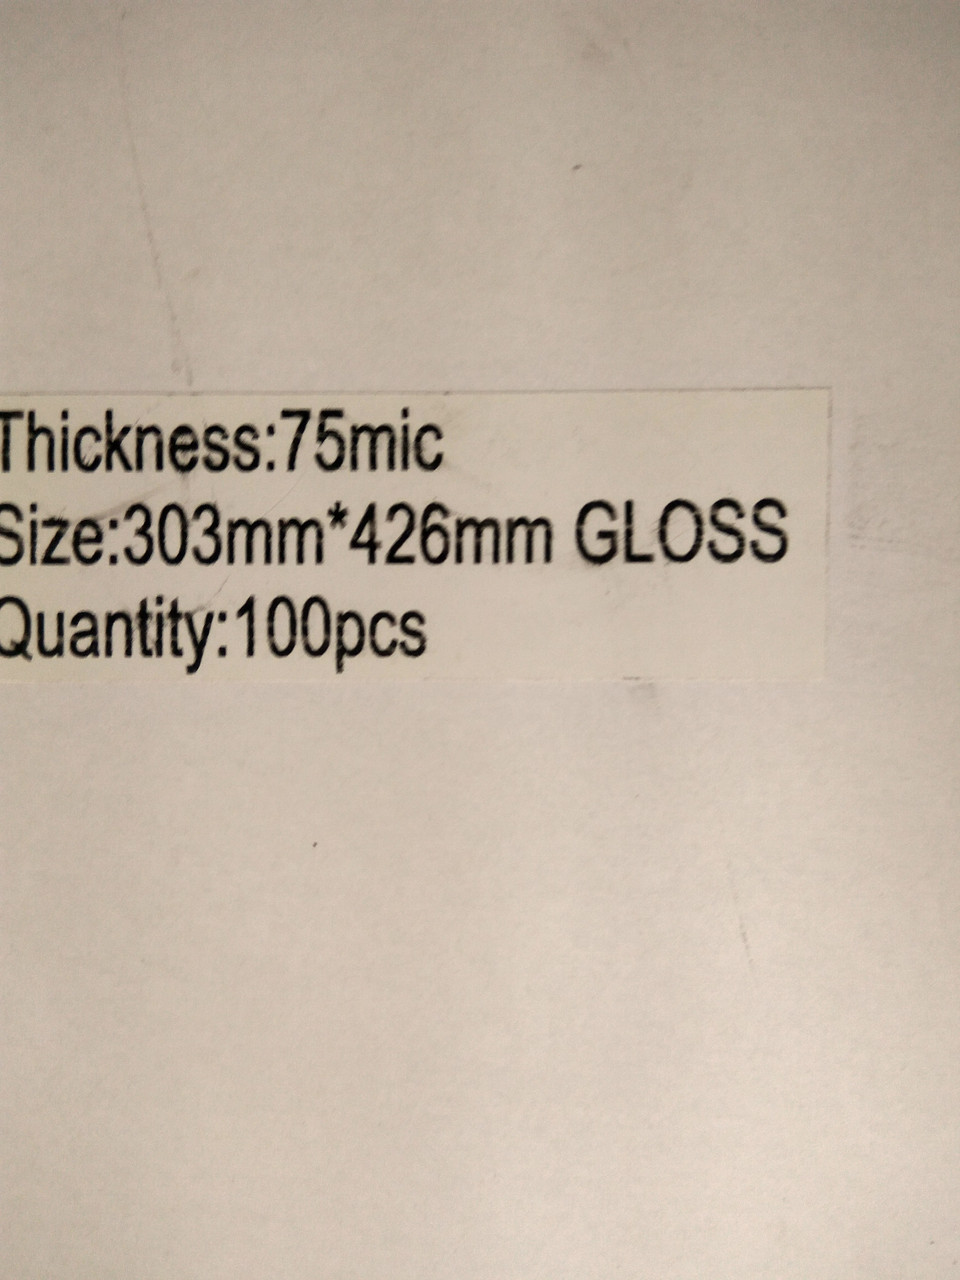 Thickness:75mic
Size:303mm*426mm GLOSS
Quantity:100pcs